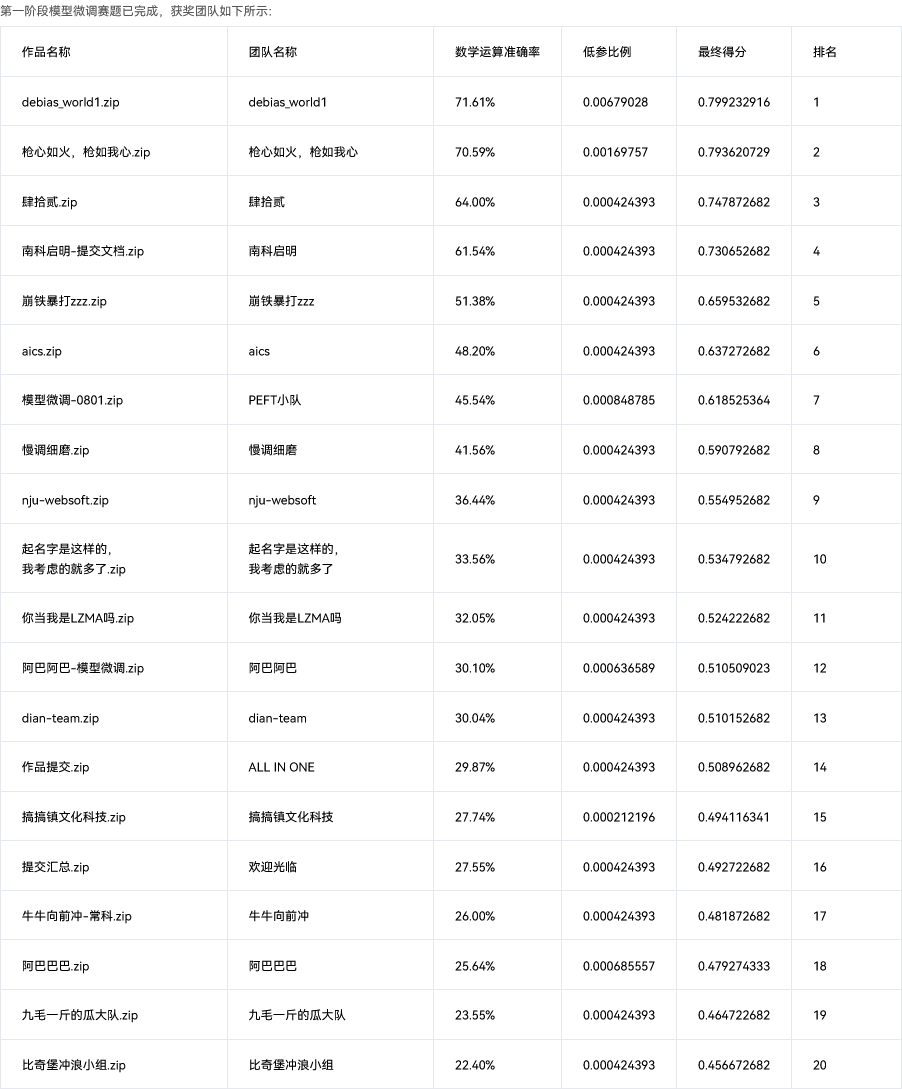 第一阶段模型微调赛题已完成，获奖团队如下所示：
作品名称 团队名称 数学运算准确率 低参比例 最终得分 排名
debias_world1.zip debias_world1 71.61% 0.00679028 0.799232916 1
枪心如火，枪如我心.zip 枪心如火，枪如我心 70.59% 0.00169757 0.793620729 2
肆拾贰.zip 肆拾贰 64.00% 0.000424393 0.747872682 3
南科启明-提交文档.zip 南科启明 61.54% 0.000424393 0.730652682 4
崩铁暴打zzz.zip 崩铁暴打zzz 51.38% 0.000424393 0.659532682 5
aics.zip aics 48.20% 0.000424393 0.637272682 6
模型微调-0801.zip PEFT小队 45.54% 0.000848785 0.618525364 7
慢调细磨.zip 慢调细磨 41.56% 0.000424393 0.590792682 8
nju-websoft.zip nju-websoft 36.44% 0.000424393 0.554952682 9
起名字是这样的， 起名字是这样的，
我考虑的就多了.zip 我考虑的就多了 33.56% 0.000424393 0.534792682 10
你当我是LZMA吗.zip 你当我是LZMA吗 32.05% 0.000424393 0.524222682 11
阿巴阿巴-模型微调.zip 阿巴阿巴 30.10% 0.000636589 0.510509023 12
dian-team.zip dian-team 30.04% 0.000424393 0.510152682 13
作品提交.zip ALL IN ONE 29.87% 0.000424393 0.508962682 14
搞搞镇文化科技.zip 搞搞镇文化科技 27.74% 0.000212196 0.494116341 15
提交汇总.zip 欢迎光临 27.55% 0.000424393 0.492722682 16
牛牛向前冲-常科.zip 牛牛向前冲 26.00% 0.000424393 0.481872682 17
阿巴巴巴.zip 阿巴巴巴 25.64% 0.000685557 0.479274333 18
九毛一斤的瓜大队.zip 九毛一斤的瓜大队 23.55% 0.000424393 0.464722682 19
比奇堡冲浪小组.zip 比奇堡冲浪小组 22.40% 0.000424393 0.456672682 20